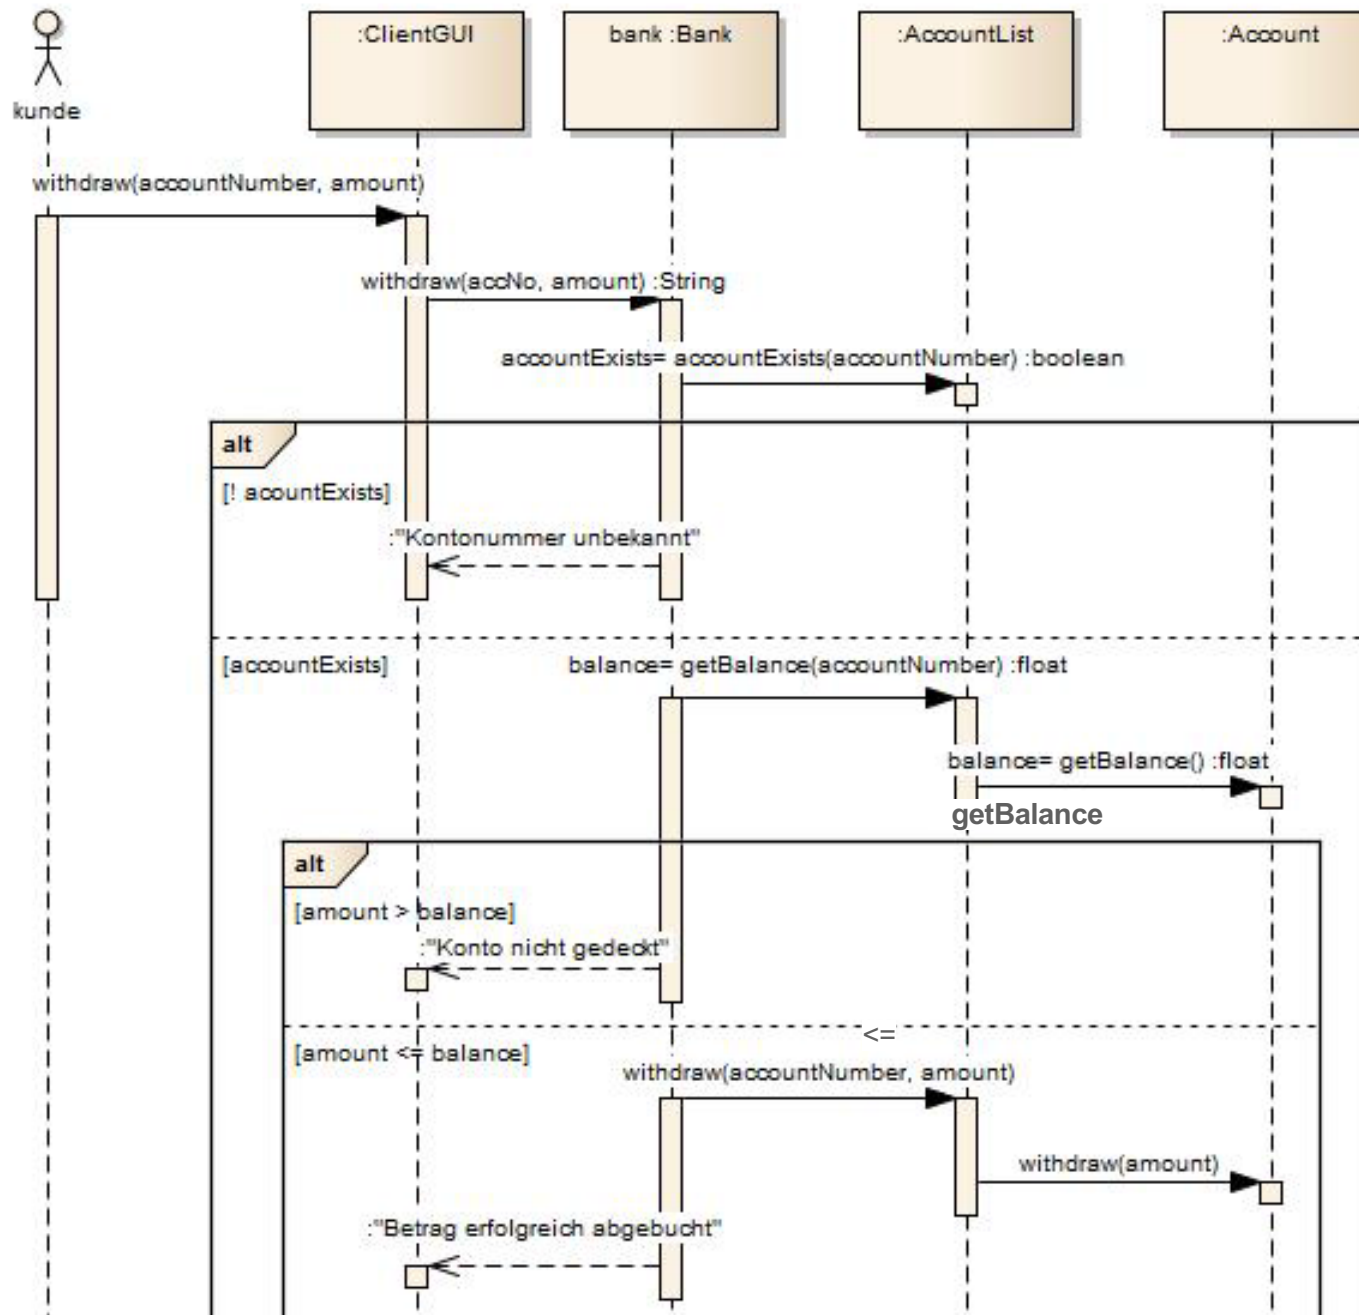 :ClientGUI
bank :Bank
:AccountList
:Account
kunde
withdraw(accountNumber, amount)
withdraw(accNo, amount) :String
accountExists= accountExists(accountNumber) :boolean
alt
[! acountExists]
:"Kontonummer unbekannt"
[accountExists]
balance= getBalance(accountNumber) :float
balance= getBalance() :float
getBalance
alt
[amount > balance]
:"Konto nicht gedeckt"
<=
[amount <= balance]
withdraw(accountNumber, amount)
withdraw(amount)
:"Betrag erfolgreich abgebucht"